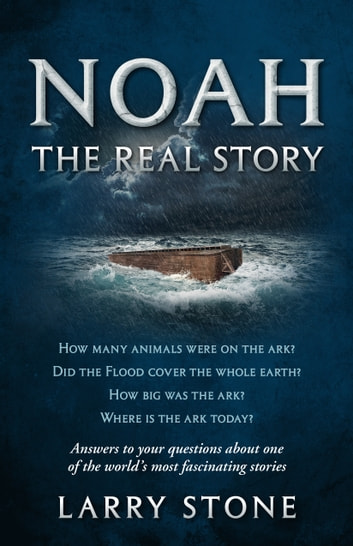 NOAH
THE REAL STORY
HOW MANY ANIMALS WERE ON THE ARK?
DID THE FLOOD COVER THE WHOLE EARTH?
HOW BIG WAS THE ARK?
WHERE IS THE ARK TODAY?
Answers to your questions about one
of the world's most fascinating stories
LARRY STONE